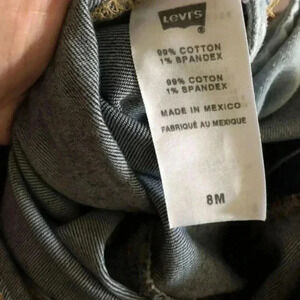 Levi's
99% COTTON
1% SPANDEX
99% COTON
1% SPANDEX
MADE IN MEXICO
FABRIQUÉ AU MEXIQUE
8M